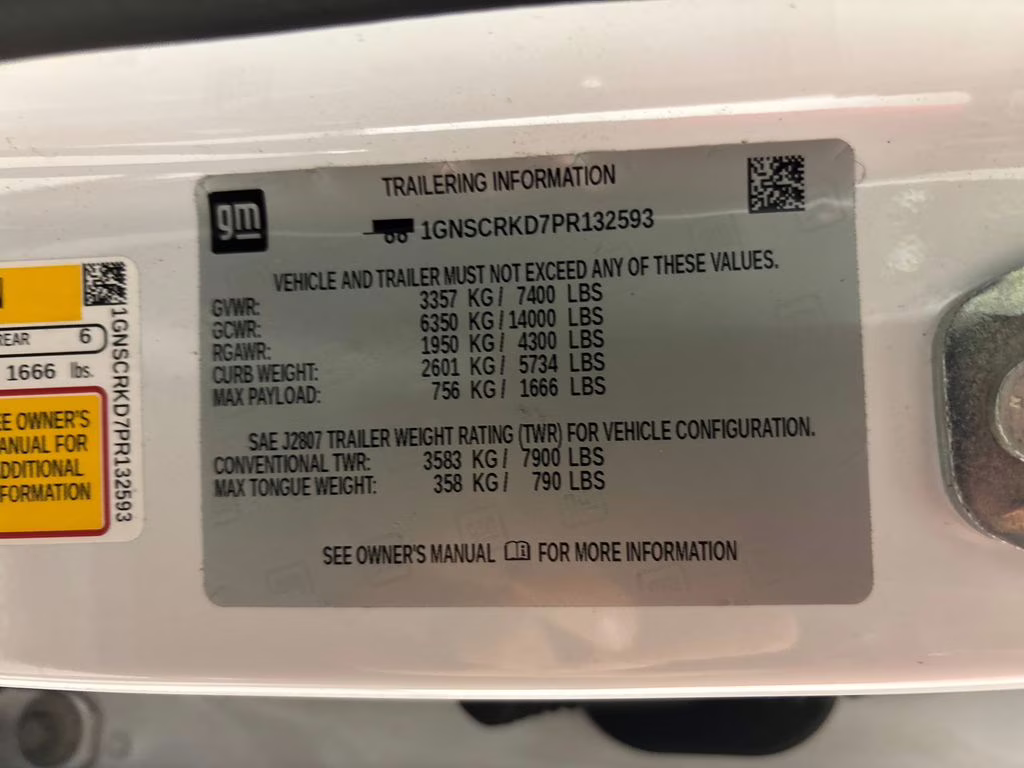 TRAILERING INFORMATION
gm
1GNSCRKD7PR132593
VEHICLE AND TRAILER MUST NOT EXCEED ANY OF THESE VALUES.
GVWR: 3357 KG / 7400 LBS
GCWR: 6350 KG / 14000 LBS
RGAWR: 1950 KG / 4300 LBS
CURB WEIGHT: 2601 KG / 5734 LBS
MAX PAYLOAD: 756 KG / 1666 LBS
SAE J2807 TRAILER WEIGHT RATING (TWR) FOR VEHICLE CONFIGURATION.
CONVENTIONAL TWR: 3583 KG / 7900 LBS
MAX TONGUE WEIGHT: 358 KG / 790 LBS
SEE OWNER'S MANUAL FOR MORE INFORMATION
REAR 6
1666 lbs.
EE OWNER'S
ANUAL FOR
DDITIONAL
FORMATION
1GNSCRKD7PR132593